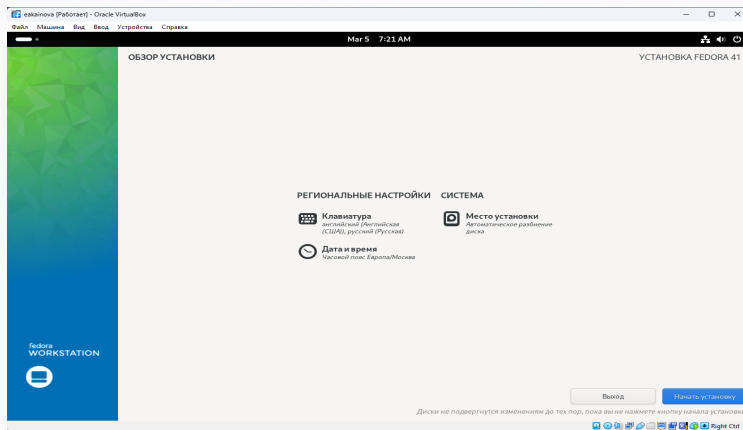 eakainova [Работает] - Oracle VirtualBox
Файл Машина Вид Ввод Устройства Справка
Mar 5 7:21 AM
ОБЗОР УСТАНОВКИ
УСТАНОВКА FEDORA 41
РЕГИОНАЛЬНЫЕ НАСТРОЙКИ
СИСТЕМА
Клавиатура
английский (Английская
(США)), русский (Русская)
Место установки
Автоматическое разбиение
диска
Дата и время
Часовой пояс Европа/Москва
fedora
WORKSTATION
Выход
Начать установку
Диски не подвергнутся изменениям до тех пор, пока вы не нажмете кнопку начала установки
Right Ctrl